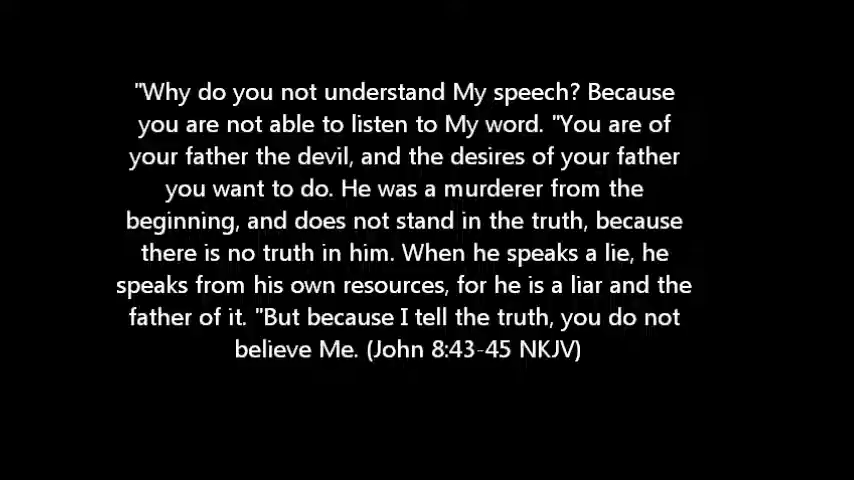 "Why do you not understand My speech? Because
you are not able to listen to My word. "You are of
your father the devil, and the desires of your father
you want to do. He was a murderer from the
beginning, and does not stand in the truth, because
there is no truth in him. When he speaks a lie, he
speaks from his own resources, for he is a liar and the
father of it. "But because I tell the truth, you do not
believe Me. (John 8:43-45 NKJV)